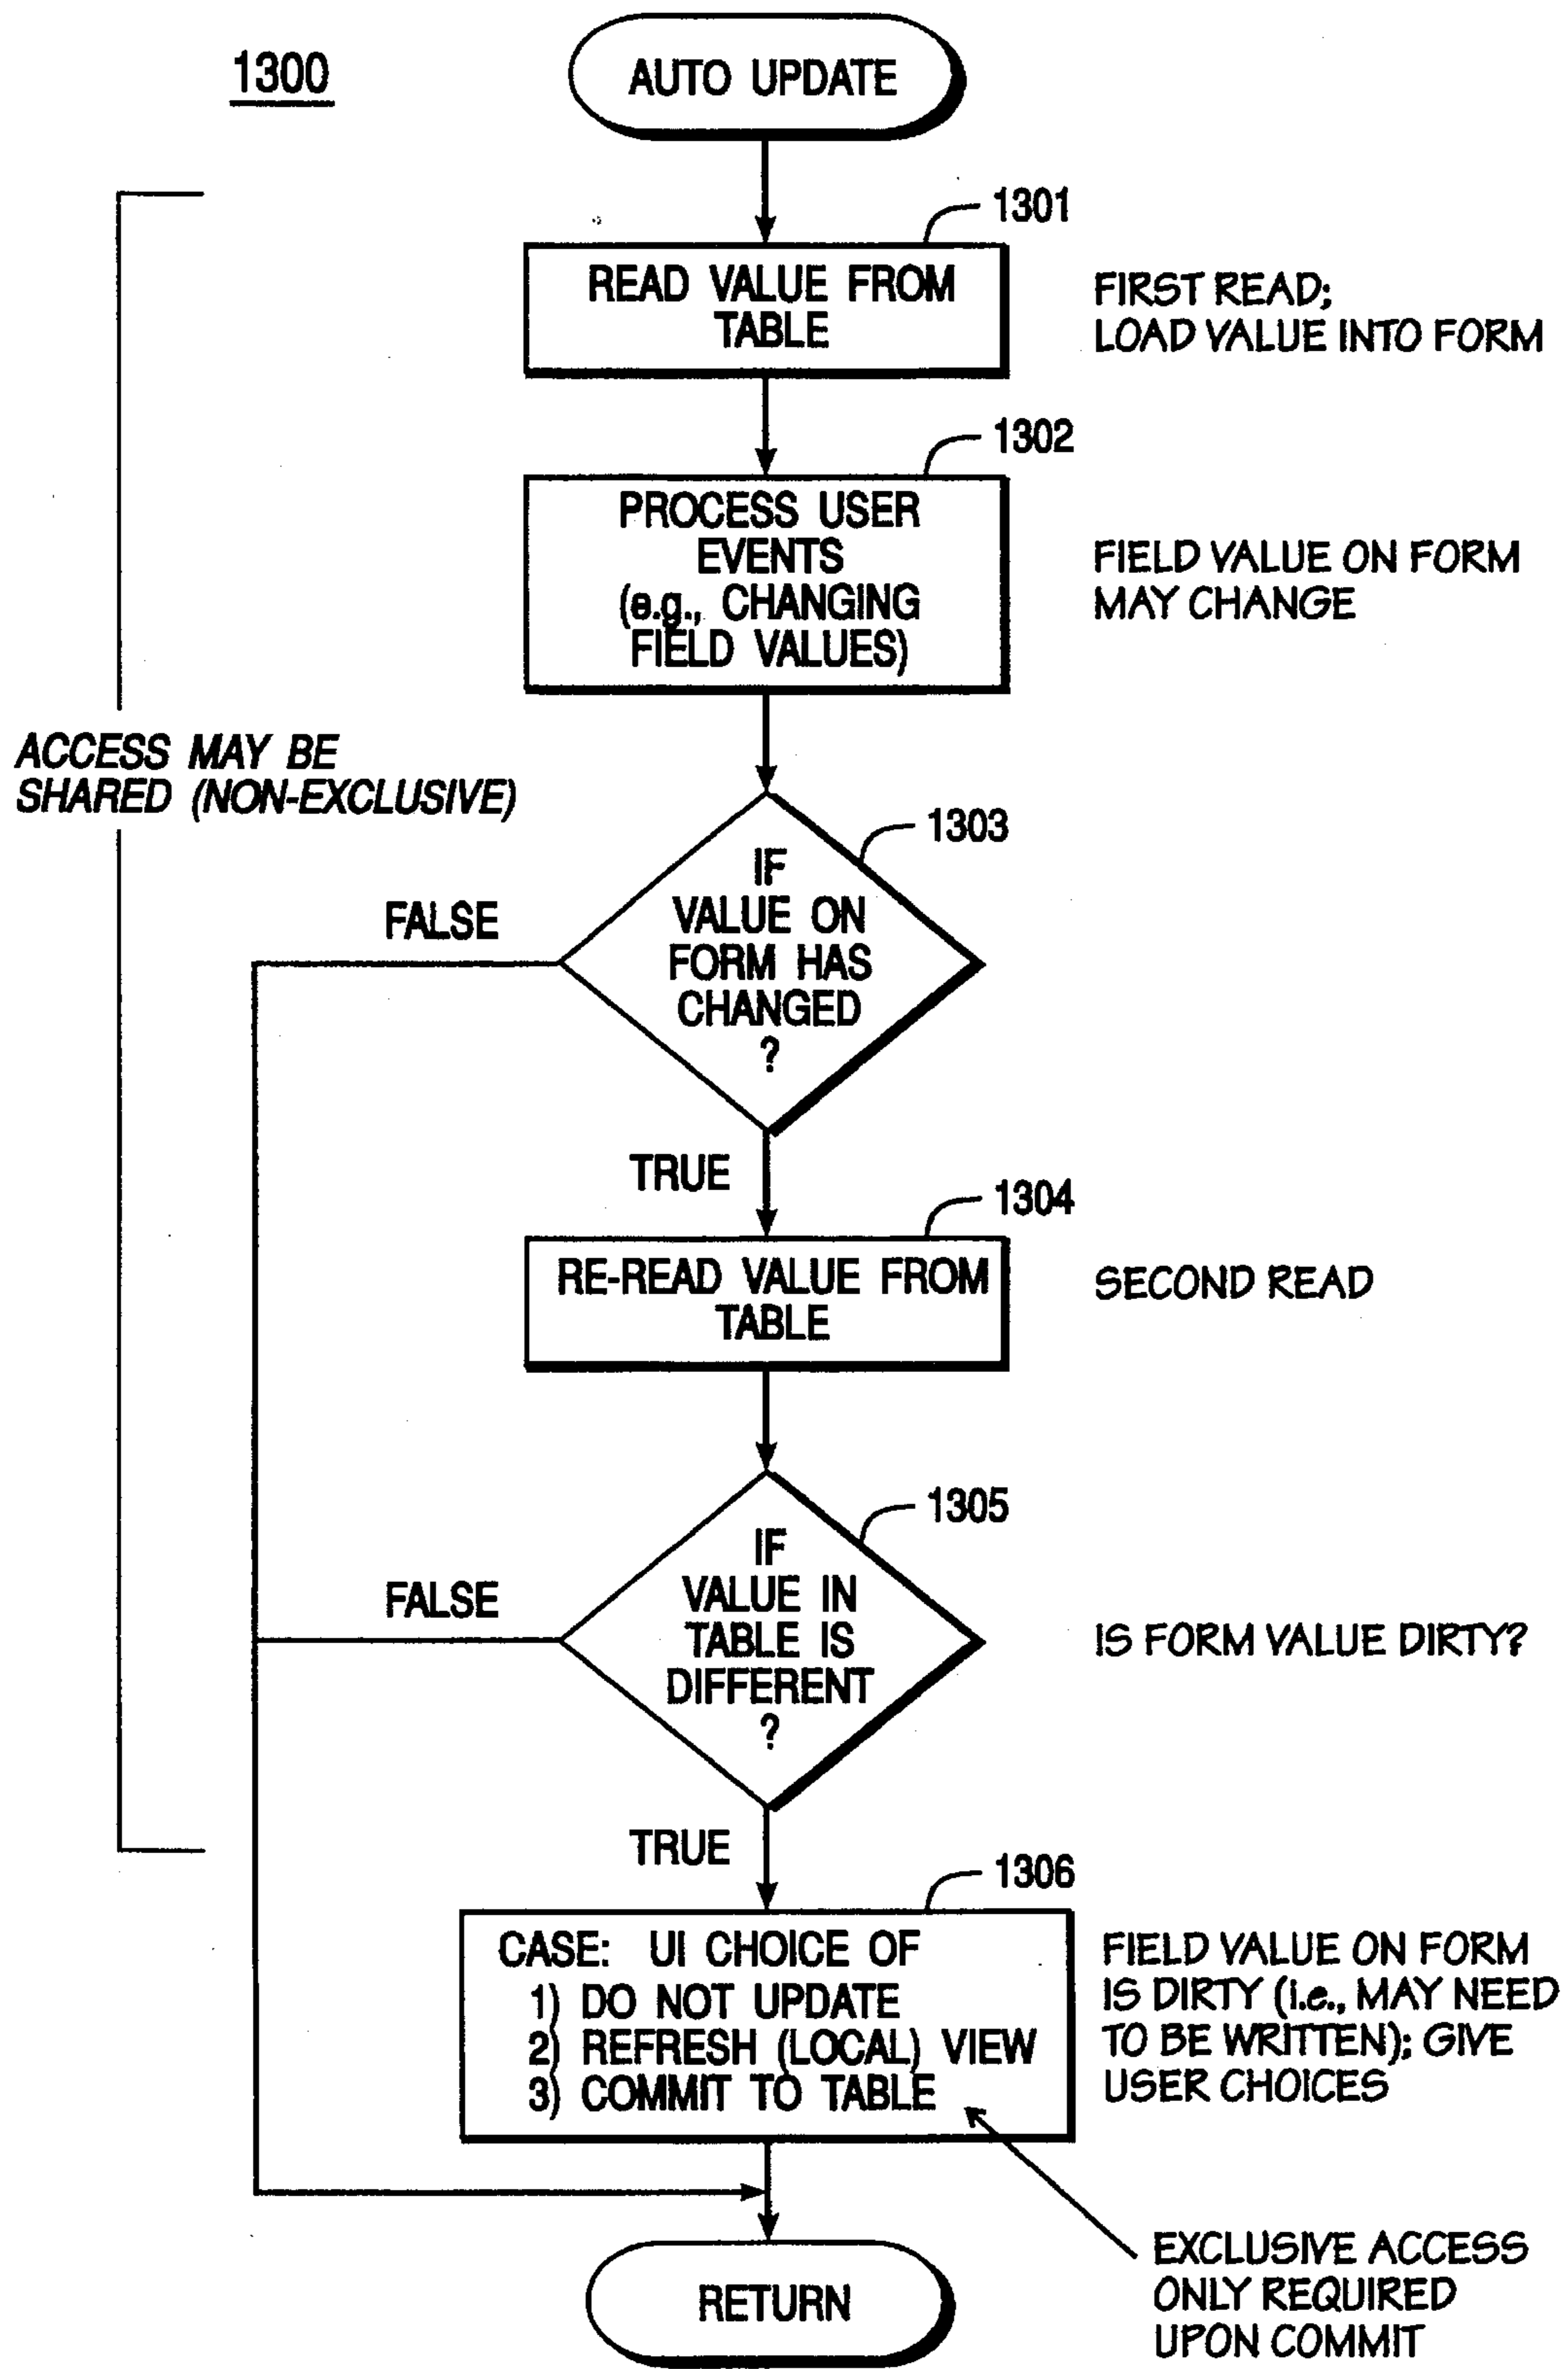 1300
AUTO UPDATE
1301
READ VALUE FROM
TABLE
FIRST READ;
LOAD VALUE INTO FORM
1302
PROCESS USER
EVENTS
(e.g., CHANGING
FIELD VALUES)
FIELD VALUE ON FORM
MAY CHANGE
ACCESS MAY BE
SHARED (NON-EXCLUSIVE)
1303
IF
VALUE ON
FORM HAS
CHANGED
?
FALSE
TRUE
1304
RE-READ VALUE FROM
TABLE
SECOND READ
1305
IF
VALUE IN
TABLE IS
DIFFERENT
?
FALSE
IS FORM VALUE DIRTY?
TRUE
1306
CASE: UI CHOICE OF
1) DO NOT UPDATE
2) REFRESH (LOCAL) VIEW
3) COMMIT TO TABLE
FIELD VALUE ON FORM
IS DIRTY (i.e., MAY NEED
TO BE WRITTEN); GIVE
USER CHOICES
EXCLUSIVE ACCESS
ONLY REQUIRED
UPON COMMIT
RETURN